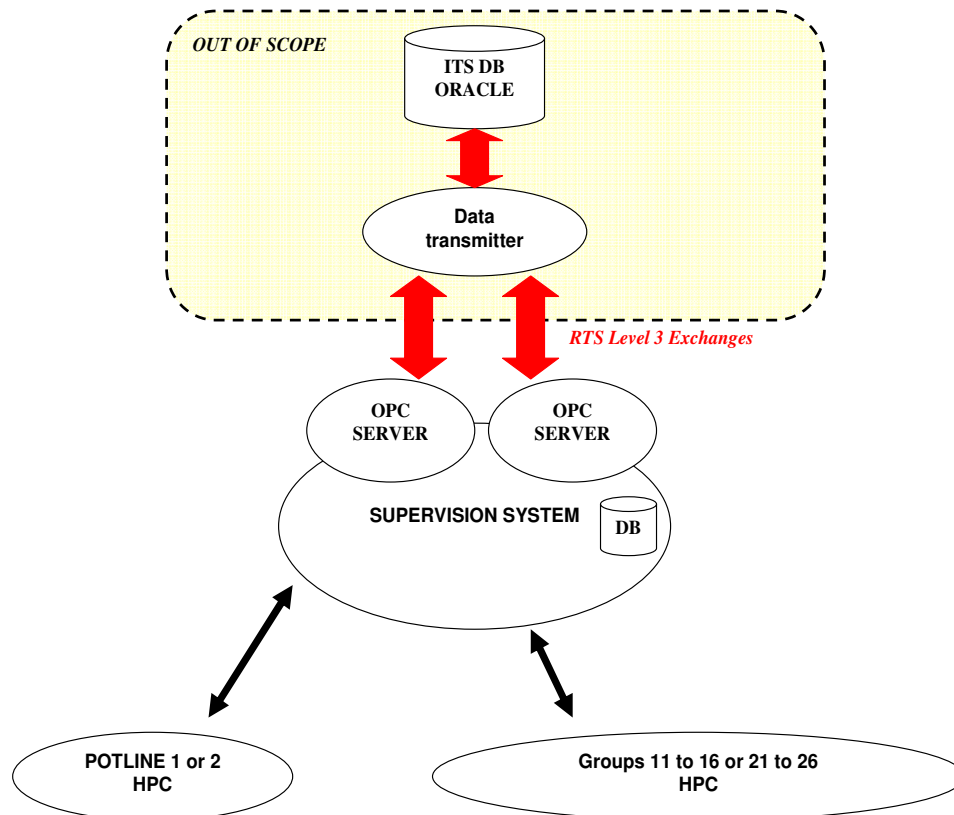 OUT OF SCOPE
ITS DB
ORACLE
Data
transmitter
RTS Level 3 Exchanges
OPC
SERVER
OPC
SERVER
SUPERVISION SYSTEM
DB
POTLINE 1 or 2
HPC
Groups 11 to 16 or 21 to 26
HPC